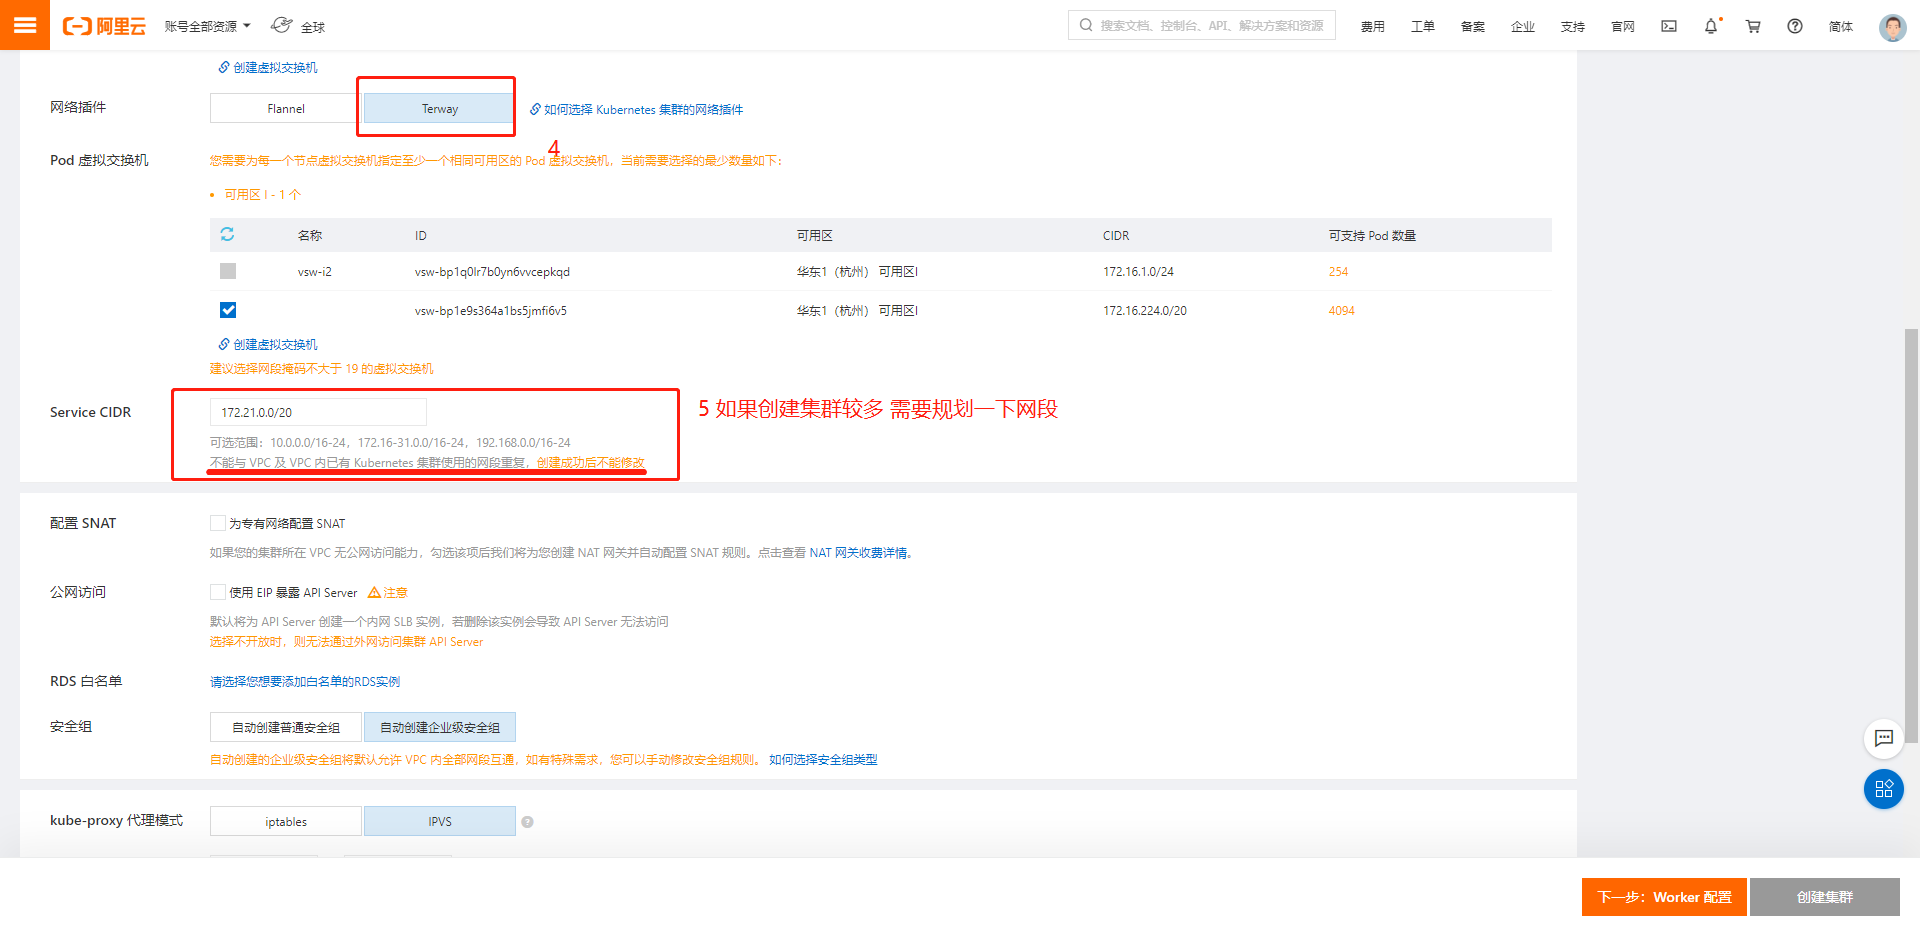 阿里云 账号全部资源 全球 搜索文档、控制台、API、解决方案和资源 费用 工单 备案 企业 支持 官网 简体
创建虚拟交换机
网络插件 Flannel Terway 如何选择 Kubernetes 集群的网络插件
4
Pod 虚拟交换机 您需要为每一个节点虚拟交换机指定至少一个相同可用区的 Pod 虚拟交换机，当前需要选择的最少数量如下：
可用区 I - 1 个
名称 ID 可用区 CIDR 可支持 Pod 数量
vsw-i2 vsw-bp1q0lr7b0yn6vvcepkqd 华东1（杭州） 可用区I 172.16.1.0/24 254
vsw-bp1e9s364a1bs5jmfi6v5 华东1（杭州） 可用区I 172.16.224.0/20 4094
创建虚拟交换机
建议选择网段掩码不大于 19 的虚拟交换机
Service CIDR 172.21.0.0/20 5 如果创建集群较多 需要规划一下网段
可选范围：10.0.0.0/16-24，172.16-31.0.0/16-24，192.168.0.0/16-24
不能与 VPC 及 VPC 内已有 Kubernetes 集群使用的网段重复，创建成功后不能修改
配置 SNAT 为专有网络配置 SNAT
如果您的集群所在 VPC 无公网访问能力，勾选该项后我们将为您创建 NAT 网关并自动配置 SNAT 规则。点击查看 NAT 网关收费详情。
公网访问 使用 EIP 暴露 API Server 注意
默认将为 API Server 创建一个内网 SLB 实例，若删除该实例会导致 API Server 无法访问
选择不开放时，则无法通过外网访问集群 API Server
RDS 白名单 请选择您想要添加白名单的RDS实例
安全组 自动创建普通安全组 自动创建企业级安全组
自动创建的企业级安全组将默认允许 VPC 内全部网段互通，如有特殊需求，您可以手动修改安全组规则。 如何选择安全组类型
kube-proxy 代理模式 iptables IPVS
下一步：Worker 配置 创建集群